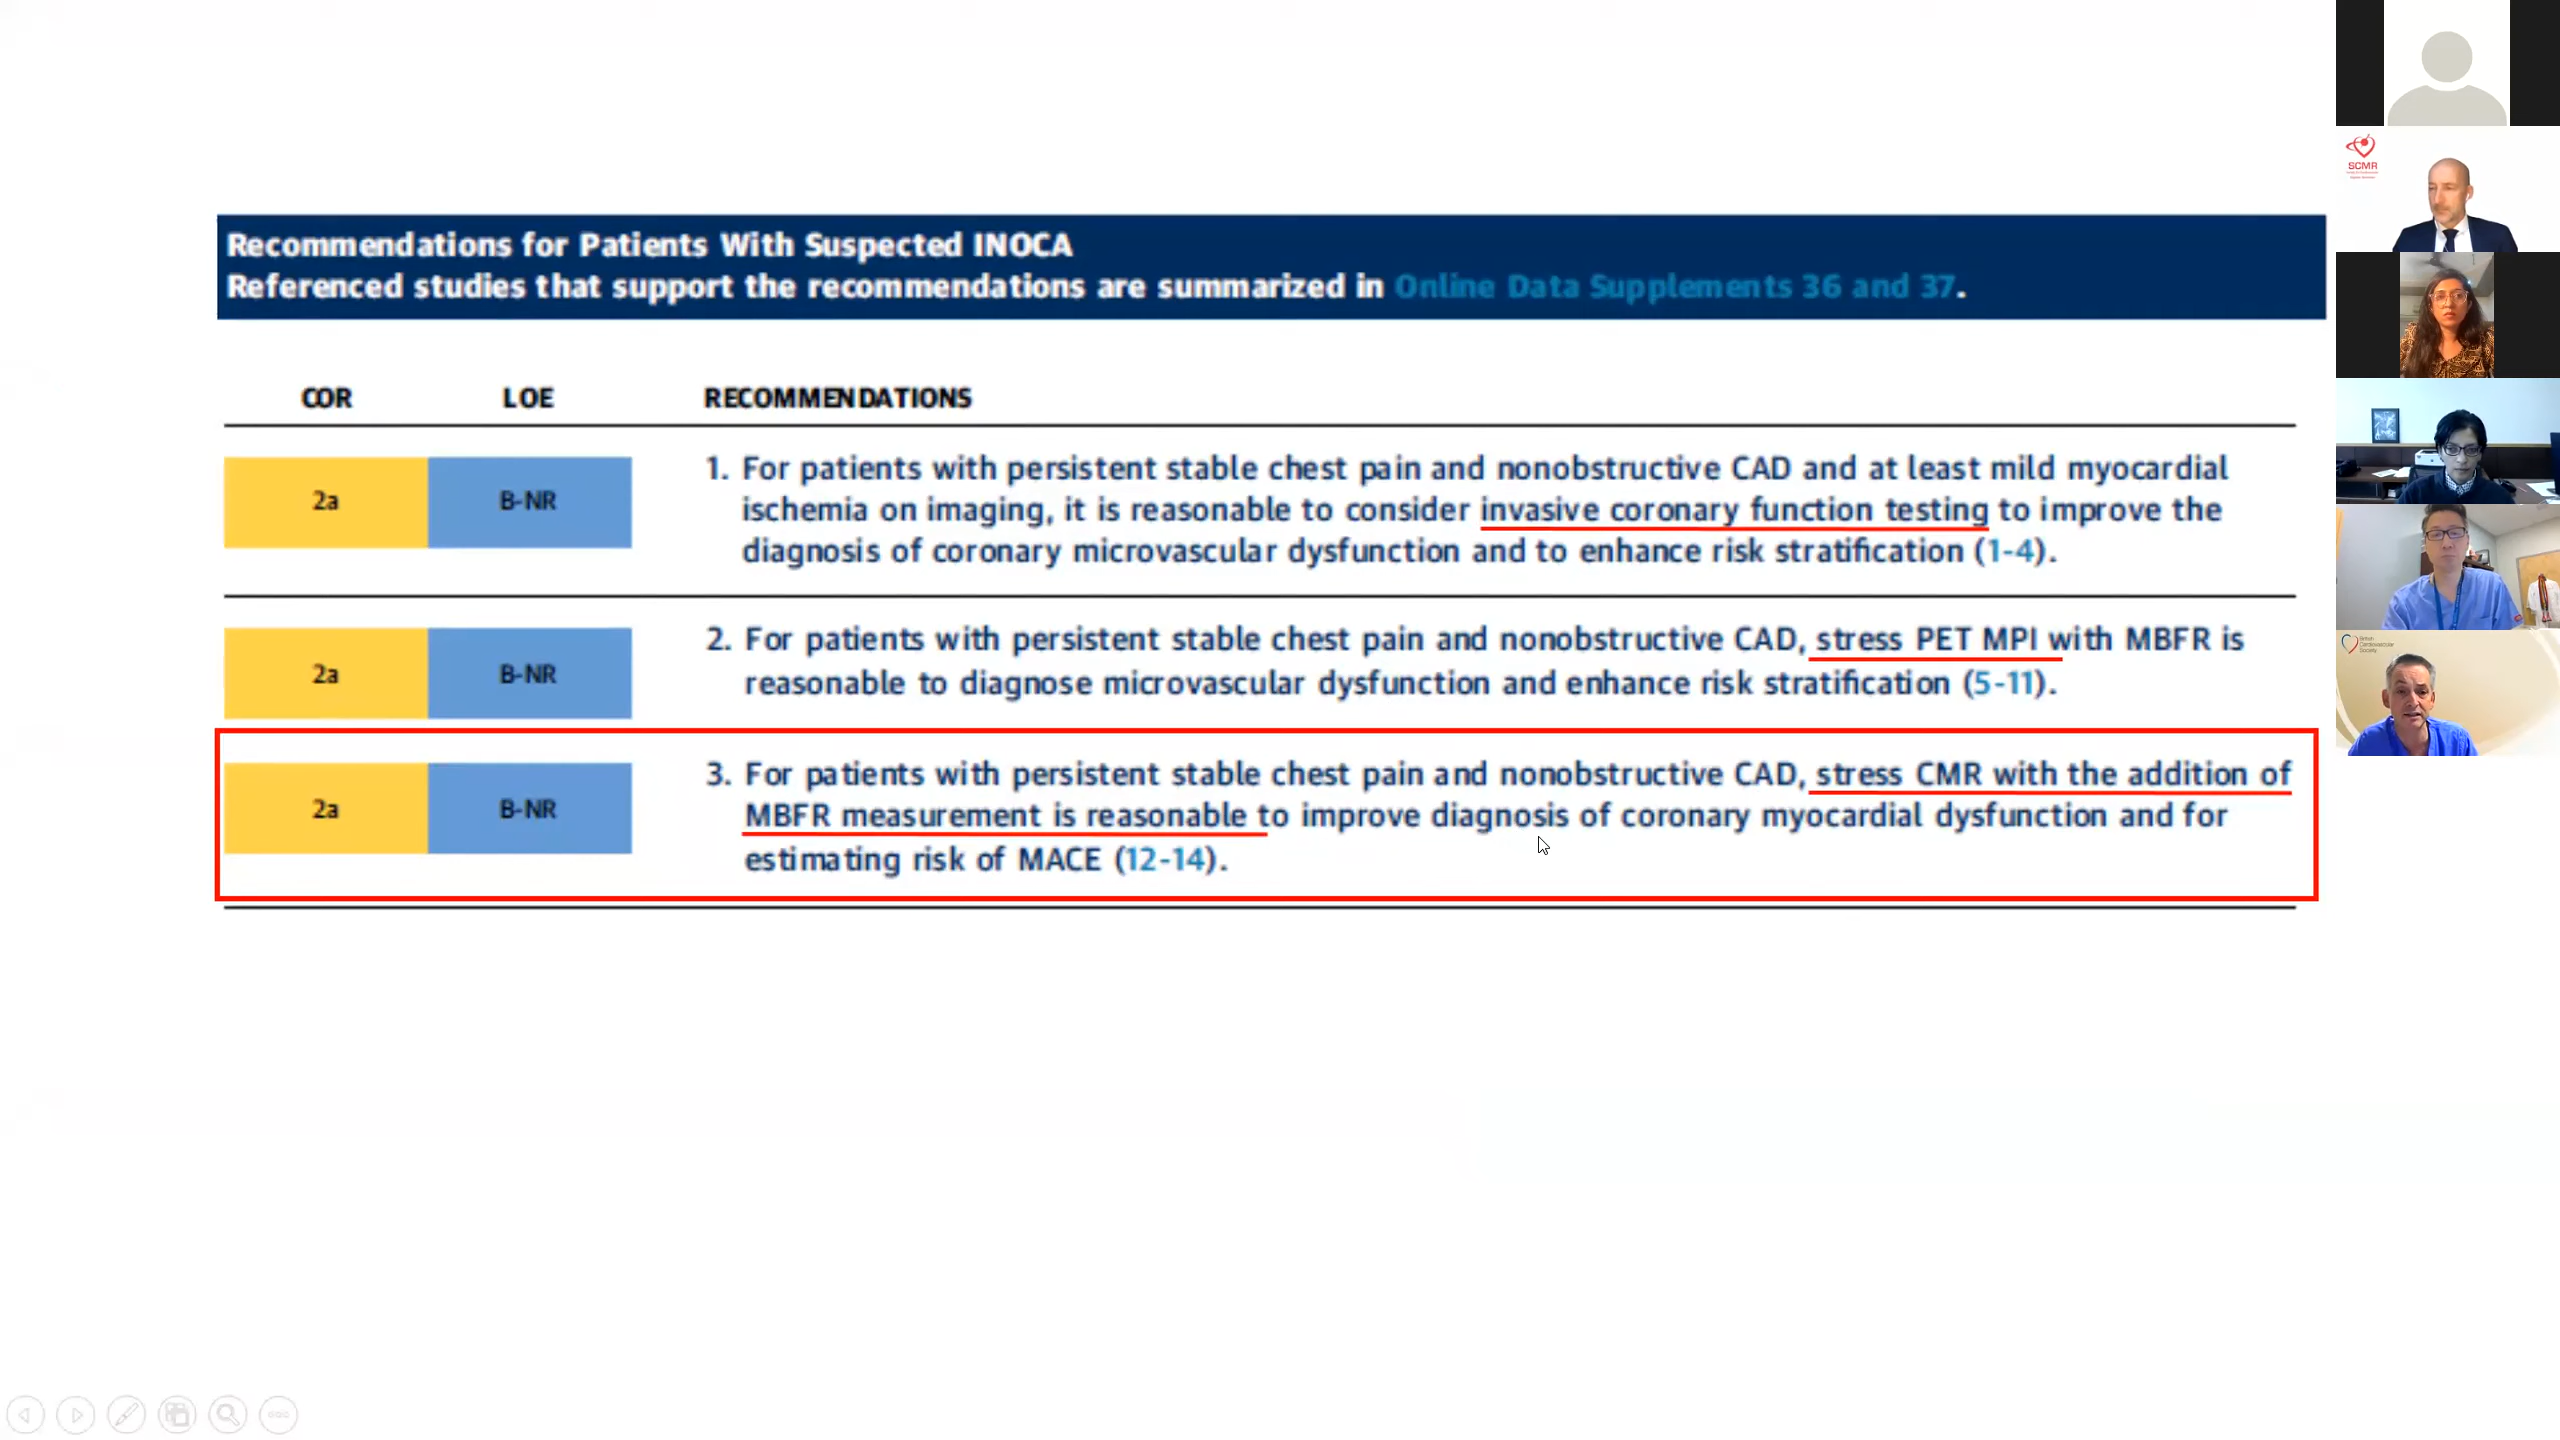 Recommendations for Patients With Suspected INOCA
Referenced studies that support the recommendations are summarized in Online Data Supplements 36 and 37.
COR LOE RECOMMENDATIONS
2a B-NR
1. For patients with persistent stable chest pain and nonobstructive CAD and at least mild myocardial
ischemia on imaging, it is reasonable to consider invasive coronary function testing to improve the
diagnosis of coronary microvascular dysfunction and to enhance risk stratification (1-4).
2a B-NR
2. For patients with persistent stable chest pain and nonobstructive CAD, stress PET MPI with MBFR is
reasonable to diagnose microvascular dysfunction and enhance risk stratification (5-11).
2a B-NR
3. For patients with persistent stable chest pain and nonobstructive CAD, stress CMR with the addition of
MBFR measurement is reasonable to improve diagnosis of coronary myocardial dysfunction and for
estimating risk of MACE (12-14).
SCMR
British
Cardiovascular
Society